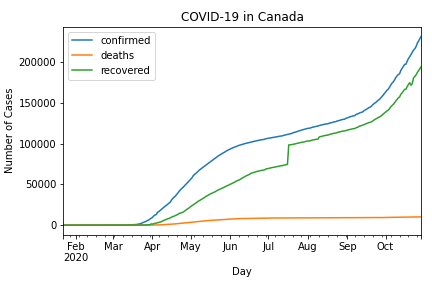 COVID-19 in Canada
confirmed
deaths
recovered
Number of Cases
200000
150000
100000
50000
0
Feb Mar Apr May Jun Jul Aug Sep Oct
2020
Day